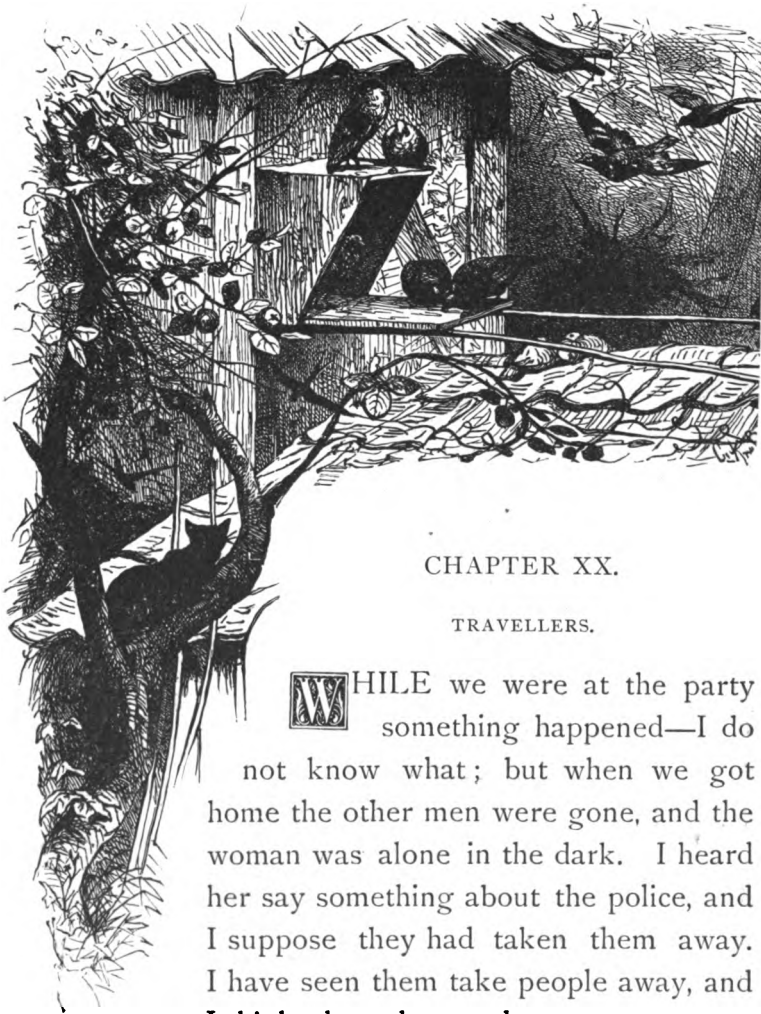 CHAPTER XX.
TRAVELLERS.
WHILE we were at the party
something happened—I do
not know what; but when we got
home the other men were gone, and the
woman was alone in the dark. I heard
her say something about the police, and
I suppose they had taken them away.
I have seen them take people away, and